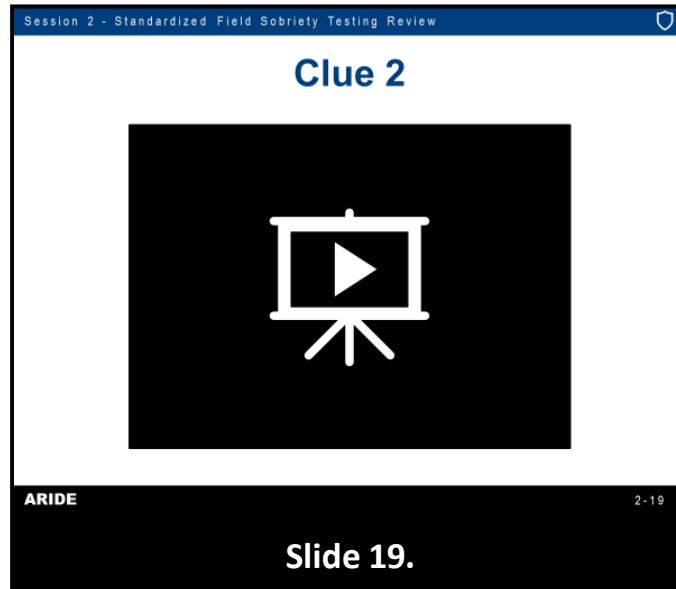 Session 2 - Standardized Field Sobriety Testing Review
Clue 2
ARIDE
2-19
Slide 19.